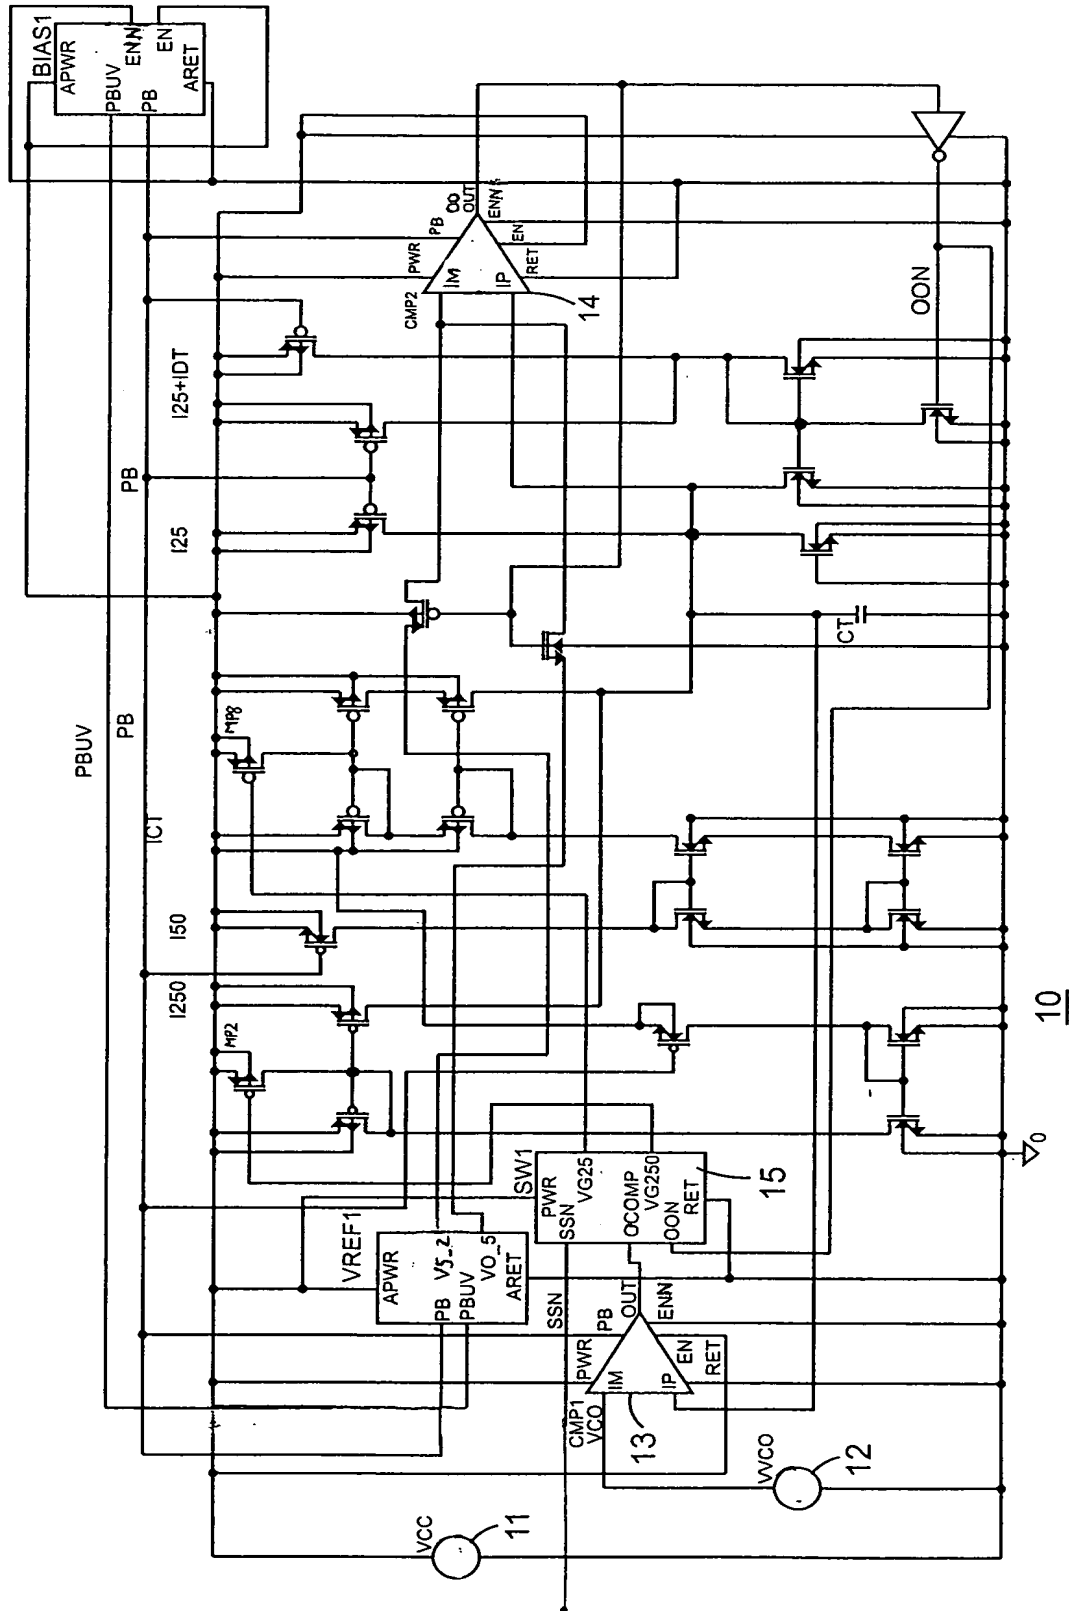 BIAS1
APWR
PBUV
PB
ENN
EN
ARET
PBUV
PB
ICT
PB
I250
I50
I25
I25+IDT
MP2
MP8
CMP2
PWR
PB
OO
OUT
ENN
EN
RET
IM
IP
14
OON
CT
VREF1
APWR
PB
V5_2
PBUV
VO_5
ARET
SW1
PWR
SSN
VG25
OCOMP
VG250
OON
RET
15
SSN
CMP1
VCO
PWR
PB
OUT
ENN
EN
RET
IM
IP
13
VCC
11
VVCO
12
0
10